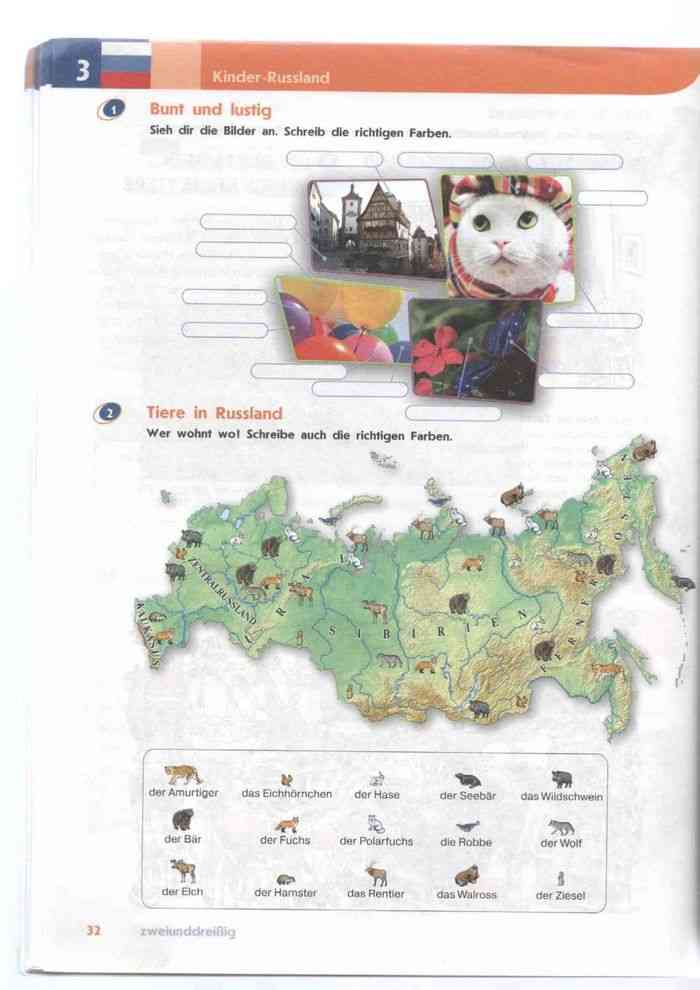 3
Kinder-Russland
1 Bunt und lustig
Sieh dir die Bilder an. Schreib die richtigen Farben.
2 Tiere in Russland
Wer wohnt wo? Schreibe auch die richtigen Farben.
ZENTRALRUSSLAND
KAUKASUS
URAL
SIBIRIEN
FERNER OSTEN
der Amurtiger das Eichhörnchen der Hase der Seebär das Wildschwein
der Bär der Fuchs der Polarfuchs die Robbe der Wolf
der Elch der Hamster das Rentier das Walross der Ziesel
32 zweiunddreißig